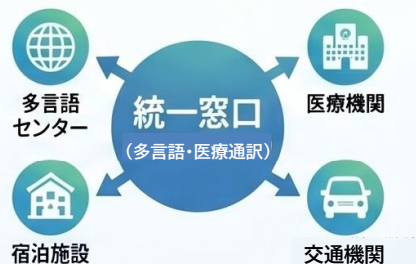 多言語
センター
医療機関
統一窓口
(多言語・医療通訳)
宿泊施設
交通機関